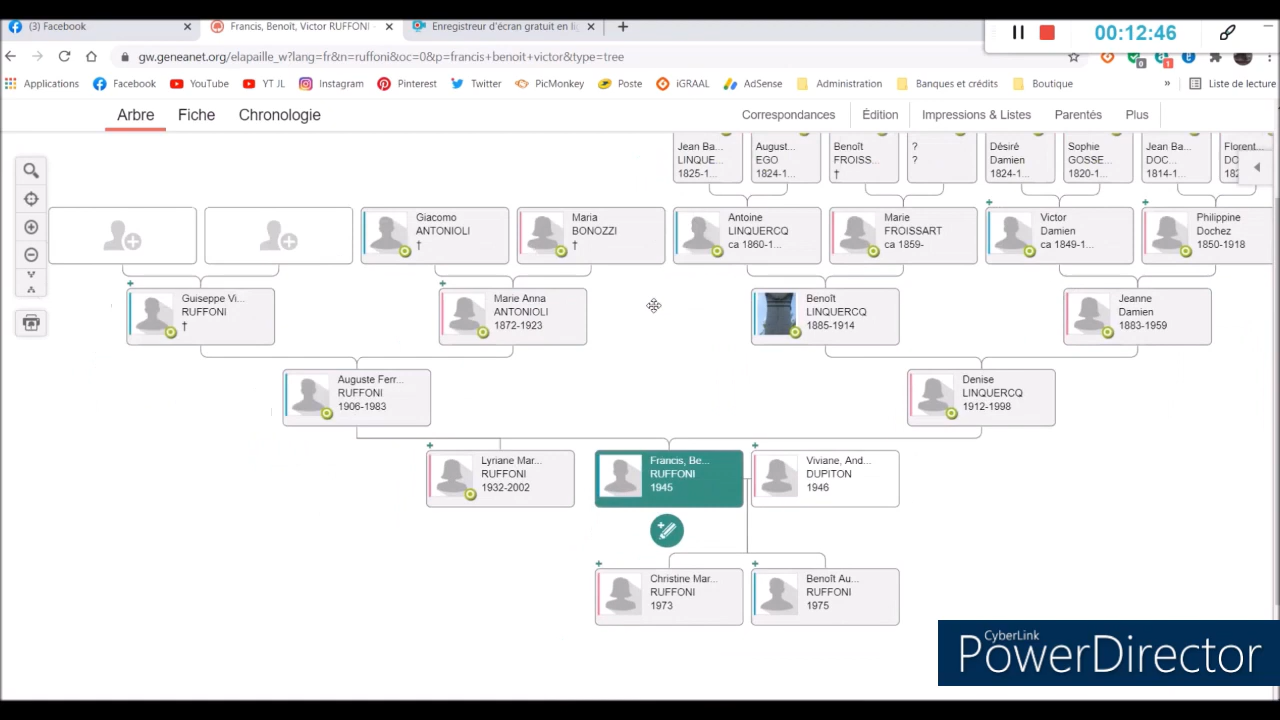 (3) Facebook
Francis, Benoît, Victor RUFFONI -
Enregistreur d'écran gratuit en li
00:12:46
gw.geneanet.org/elapaille_w?lang=fr&n=ruffoni&oc=0&p=francis+benoit+victor&type=tree
0
1
Applications
Facebook
YouTube
YT JL
Instagram
Pinterest
Twitter
PicMonkey
Poste
iGRAAL
AdSense
Administration
Banques et crédits
Boutique
»
Liste de lecture
Arbre
Fiche
Chronologie
Correspondances
Édition
Impressions & Listes
Parentés
Plus
Jean Ba...
LINQUE...
1825-1...
August...
EGO
1824-1...
Benoît
FROISS...
†
?
?
Désiré
Damien
1824-1...
Sophie
GOSSE...
1820-1...
Jean Ba...
DOC...
1814-1...
Florent...
DOC...
Giacomo
ANTONIOLI
†
Maria
BONOZZI
†
Antoine
LINQUERCQ
ca 1860-1...
Marie
FROISSART
ca 1859-
Victor
Damien
ca 1849-1...
Philippine
Dochez
1850-1918
Guiseppe Vi...
RUFFONI
†
Marie Anna
ANTONIOLI
1872-1923
Benoît
LINQUERCQ
1885-1914
Jeanne
Damien
1883-1959
Auguste Ferr...
RUFFONI
1906-1983
Denise
LINQUERCQ
1912-1998
Lyriane Mar...
RUFFONI
1932-2002
Francis, Be...
RUFFONI
1945
Viviane, And...
DUPITON
1946
Christine Mar...
RUFFONI
1973
Benoît Au...
RUFFONI
1975
CyberLink
PowerDirector